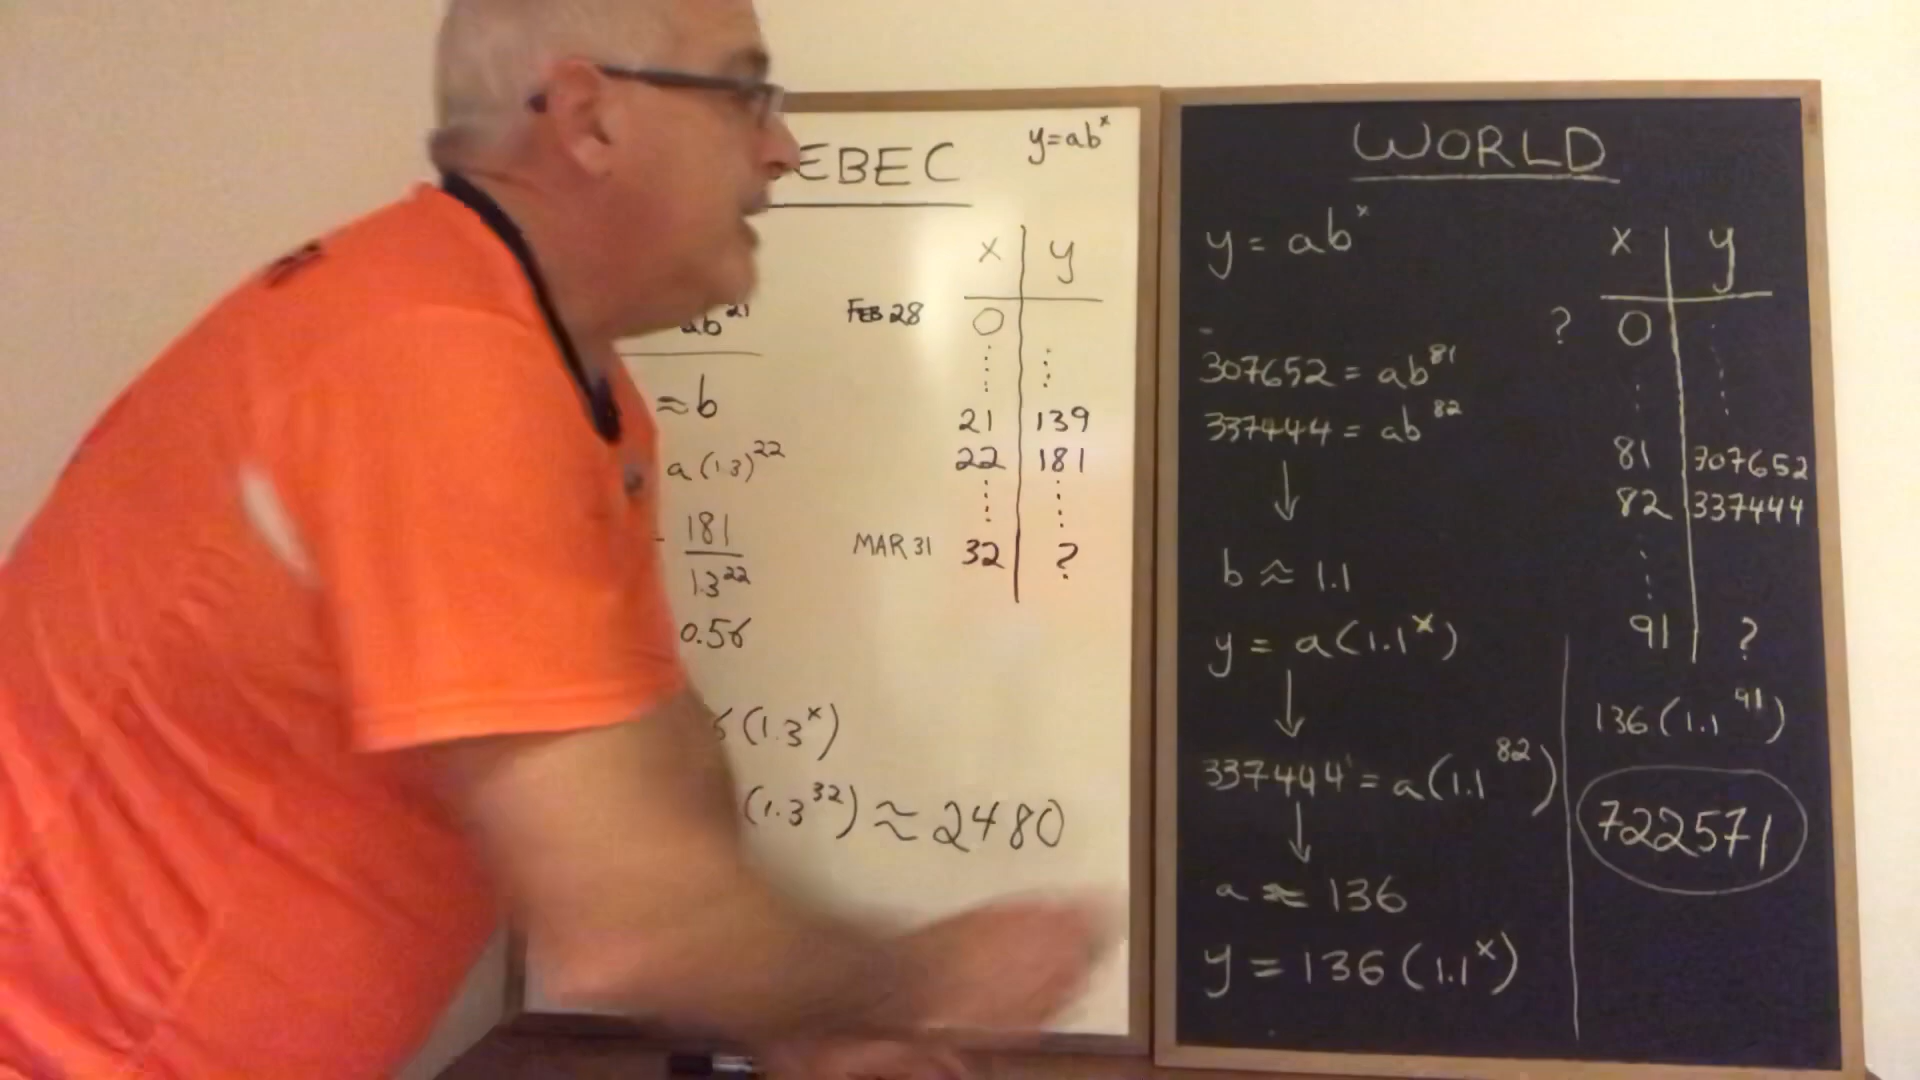 EBEC
y=ab^x
ab^21
≈b
a(1.3)^22
181
1.3^22
0.56
(1.3^x)
(1.3^32) ≈ 2480
x y
FEB 28 0
21 139
22 181
MAR 31 32 ?
WORLD
y = ab^x
307652 = ab^81
337444 = ab^82
b ≈ 1.1
y = a(1.1^x)
337444 = a(1.1^82)
a ≈ 136
y = 136(1.1^x)
x y
? 0
81 307652
82 337444
91 ?
136(1.1^91)
722571